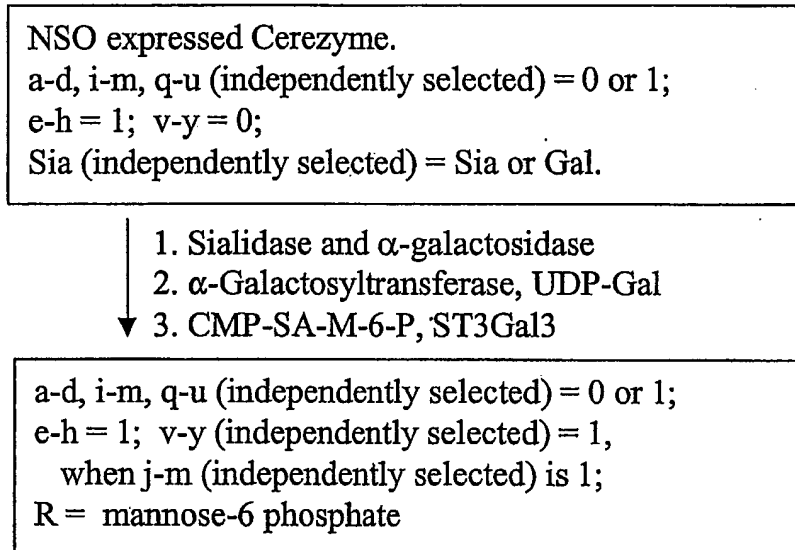 NSO expressed Cerezyme.
a-d, i-m, q-u (independently selected) = 0 or 1;
e-h = 1; v-y = 0;
Sia (independently selected) = Sia or Gal.
1. Sialidase and α-galactosidase
2. α-Galactosyltransferase, UDP-Gal
3. CMP-SA-M-6-P, ST3Gal3
a-d, i-m, q-u (independently selected) = 0 or 1;
e-h = 1; v-y (independently selected) = 1,
when j-m (independently selected) is 1;
R = mannose-6 phosphate